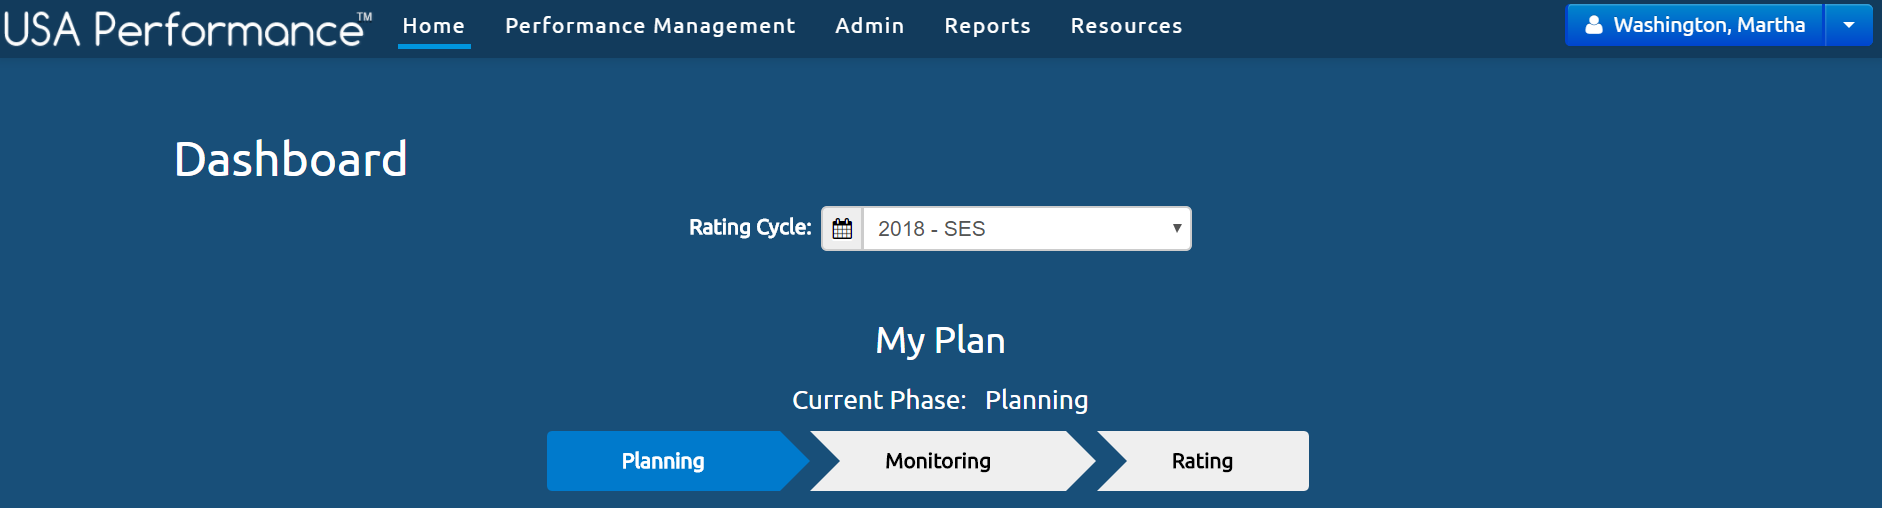 USA Performance™ Home Performance Management Admin Reports Resources Washington, Martha
Dashboard
Rating Cycle: 2018 - SES
My Plan
Current Phase: Planning
Planning Monitoring Rating